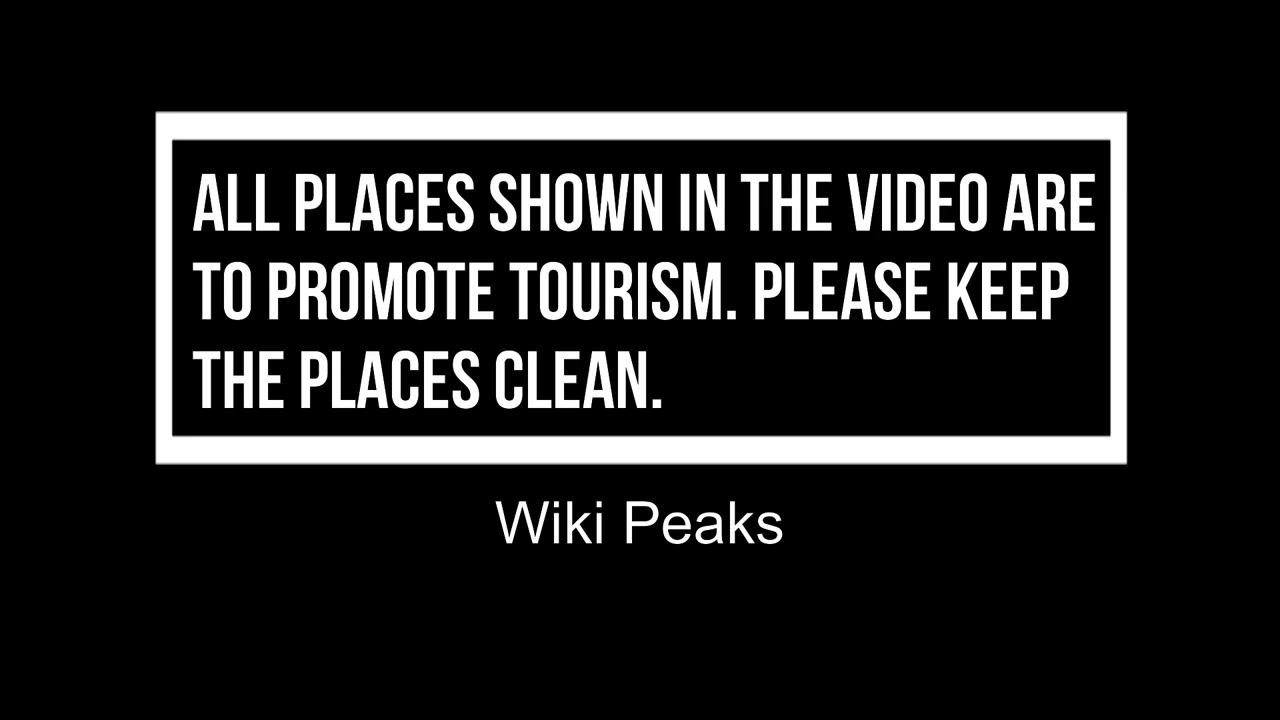 ALL PLACES SHOWN IN THE VIDEO ARE
TO PROMOTE TOURISM. PLEASE KEEP
THE PLACES CLEAN.
Wiki Peaks